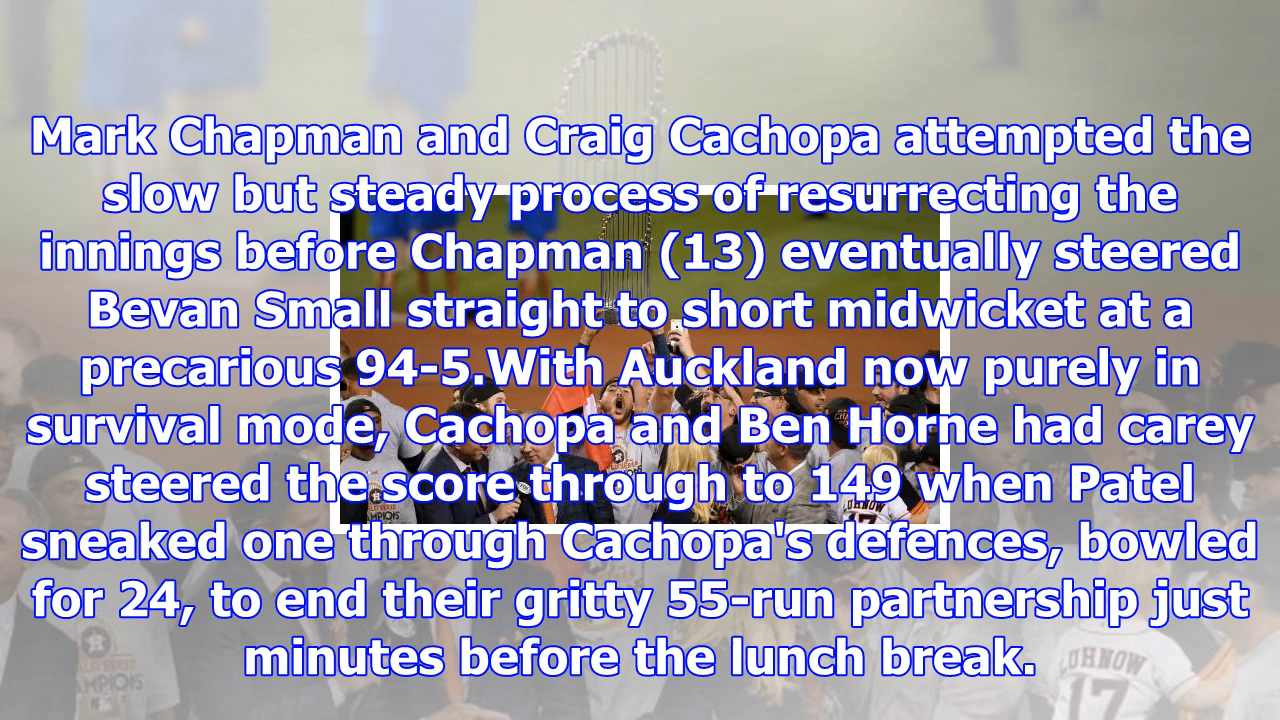 Mark Chapman and Craig Cachopa attempted the
slow but steady process of resurrecting the
innings before Chapman (13) eventually steered
Bevan Small straight to short midwicket at a
precarious 94-5.With Auckland now purely in
survival mode, Cachopa and Ben Horne had carey
steered the score through to 149 when Patel
sneaked one through Cachopa's defences, bowled
for 24, to end their gritty 55-run partnership just
minutes before the lunch break.
LUHNOW
17